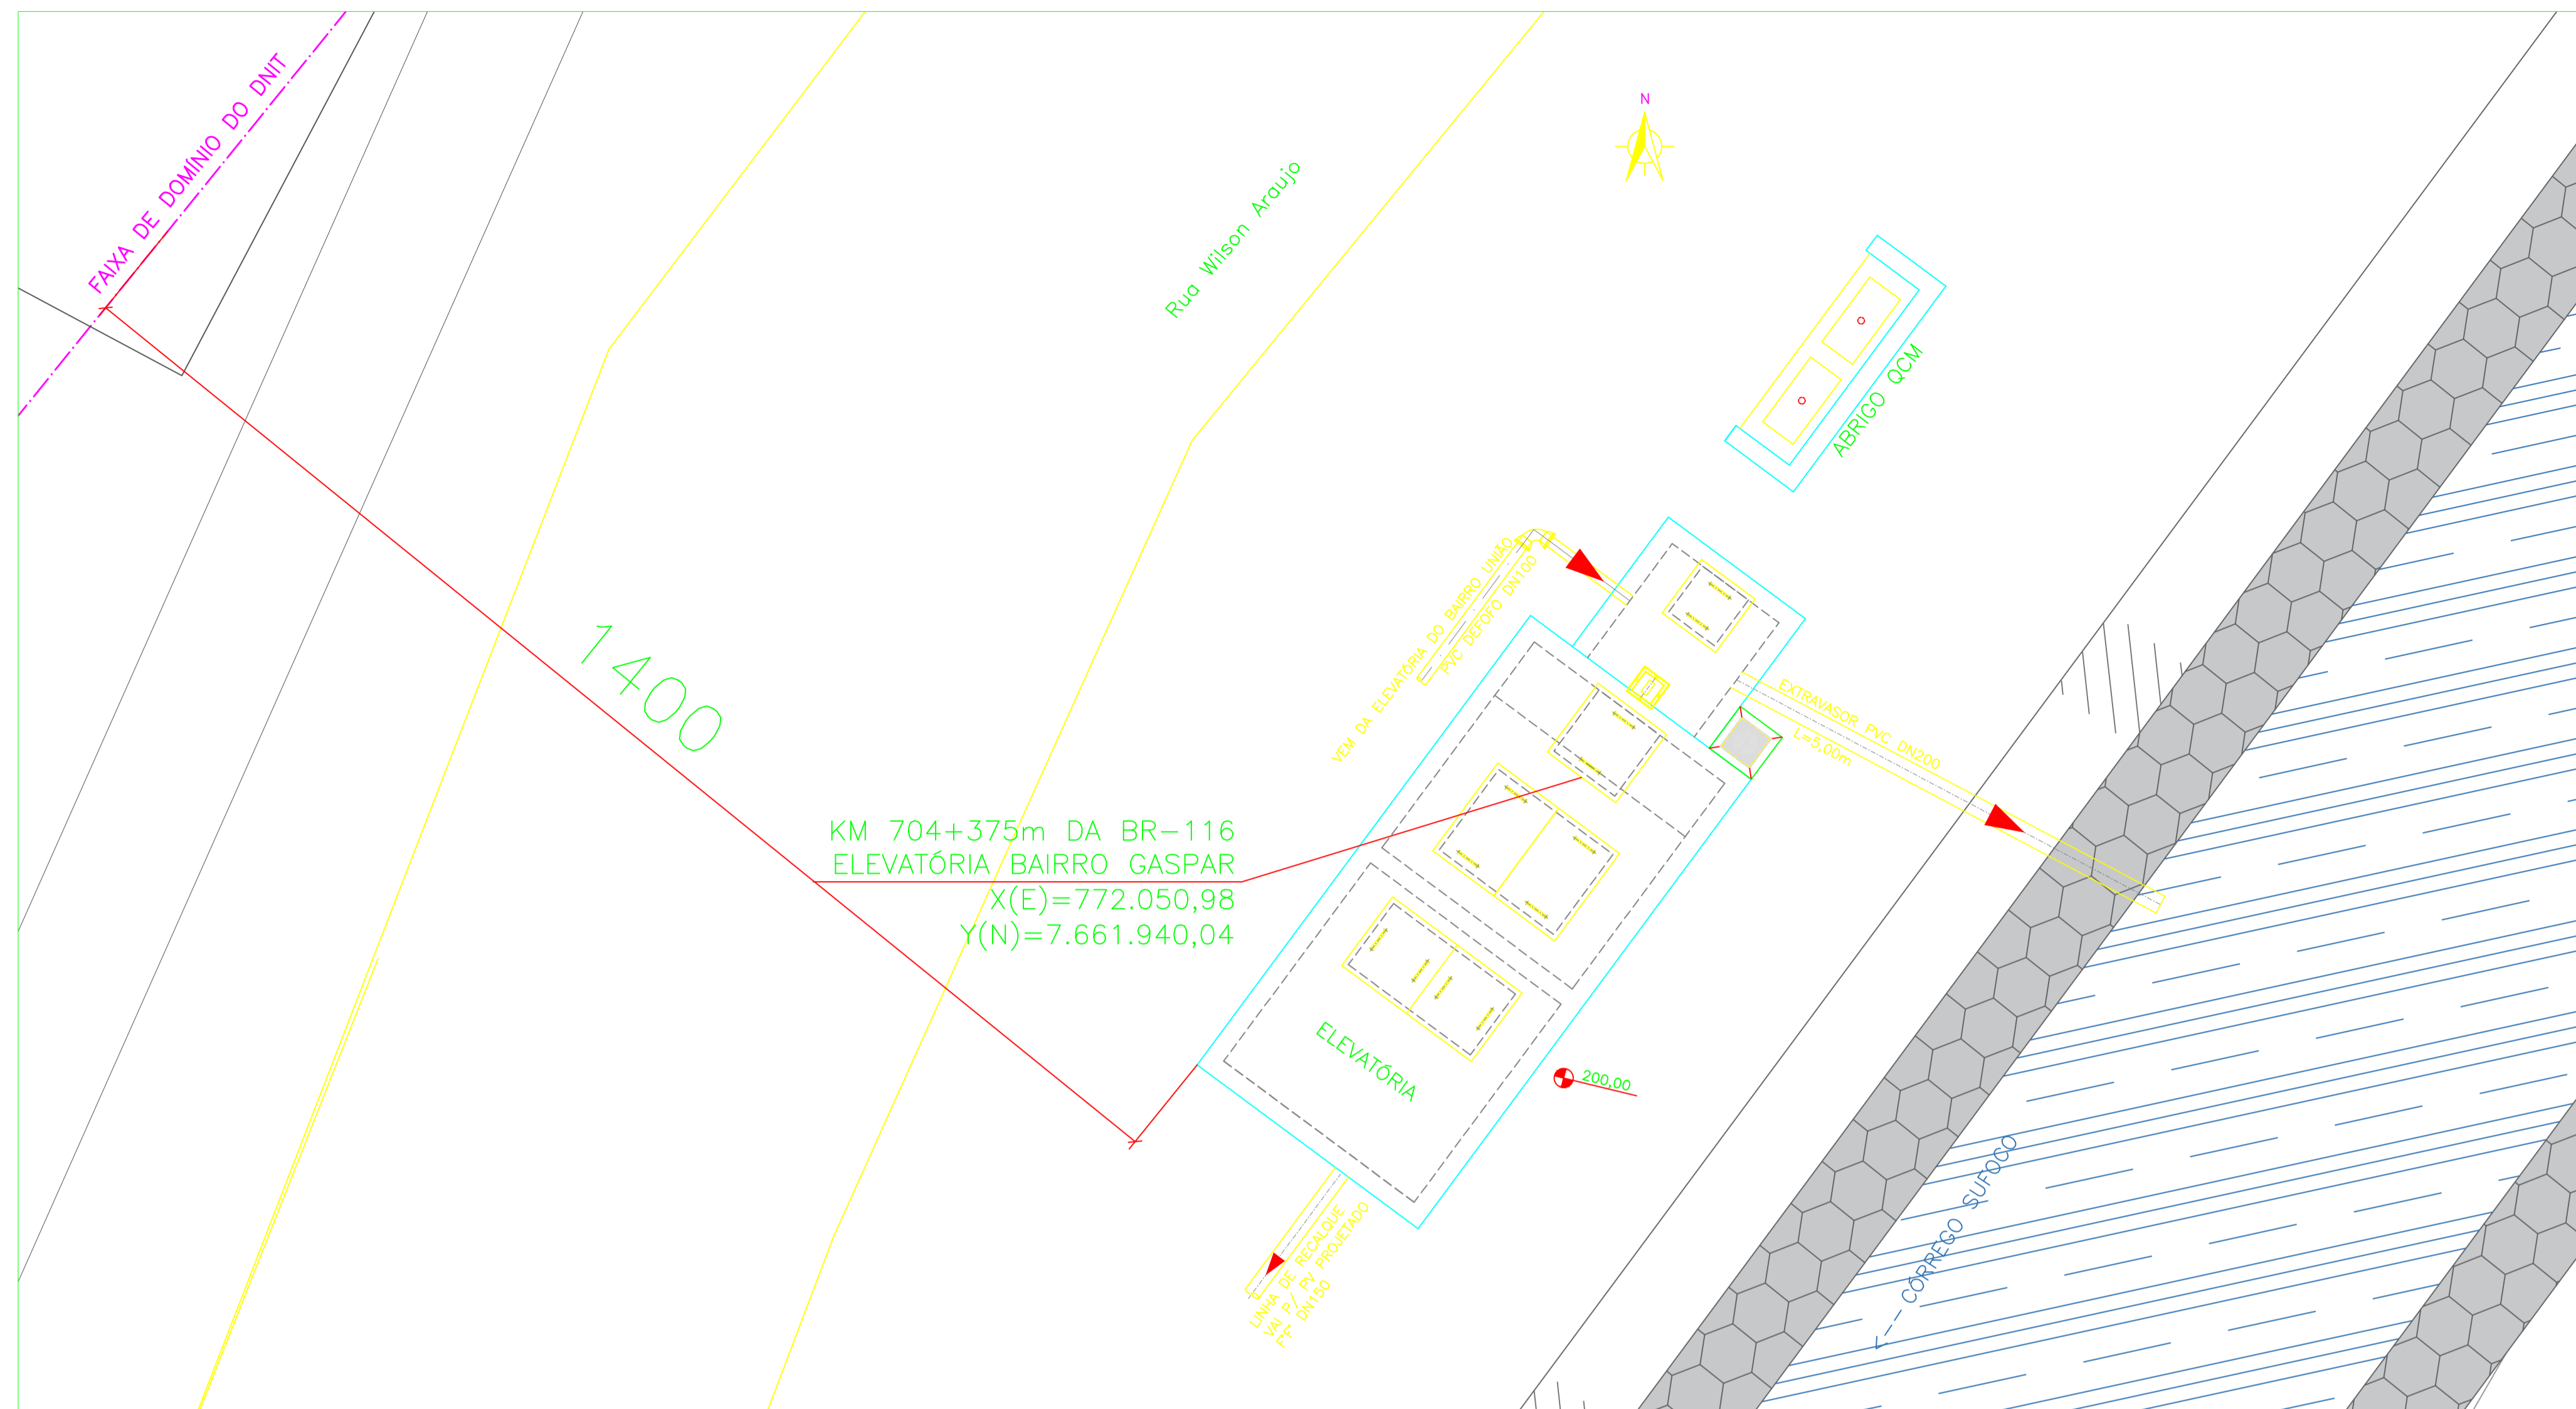 FAIXA DE DOMÍNIO DO DNIT
N
Rua Wilson Araujo
ABRIGO QCM
VEM DA ELEVATÓRIA DO BAIRRO UNIÃO
PVC DEFOFO DN100
1400
EXTRAVASOR PVC DN200
L=5,00m
KM 704+375m DA BR-116
ELEVATÓRIA BAIRRO GASPAR
X(E)=772.050,98
Y(N)=7.661.940,04
ELEVATÓRIA
200,00
LINHA DE RECALQUE
VAI P/ PV PROJETADO
FºFº DN150
<-- CÓRREGO SUFOCO